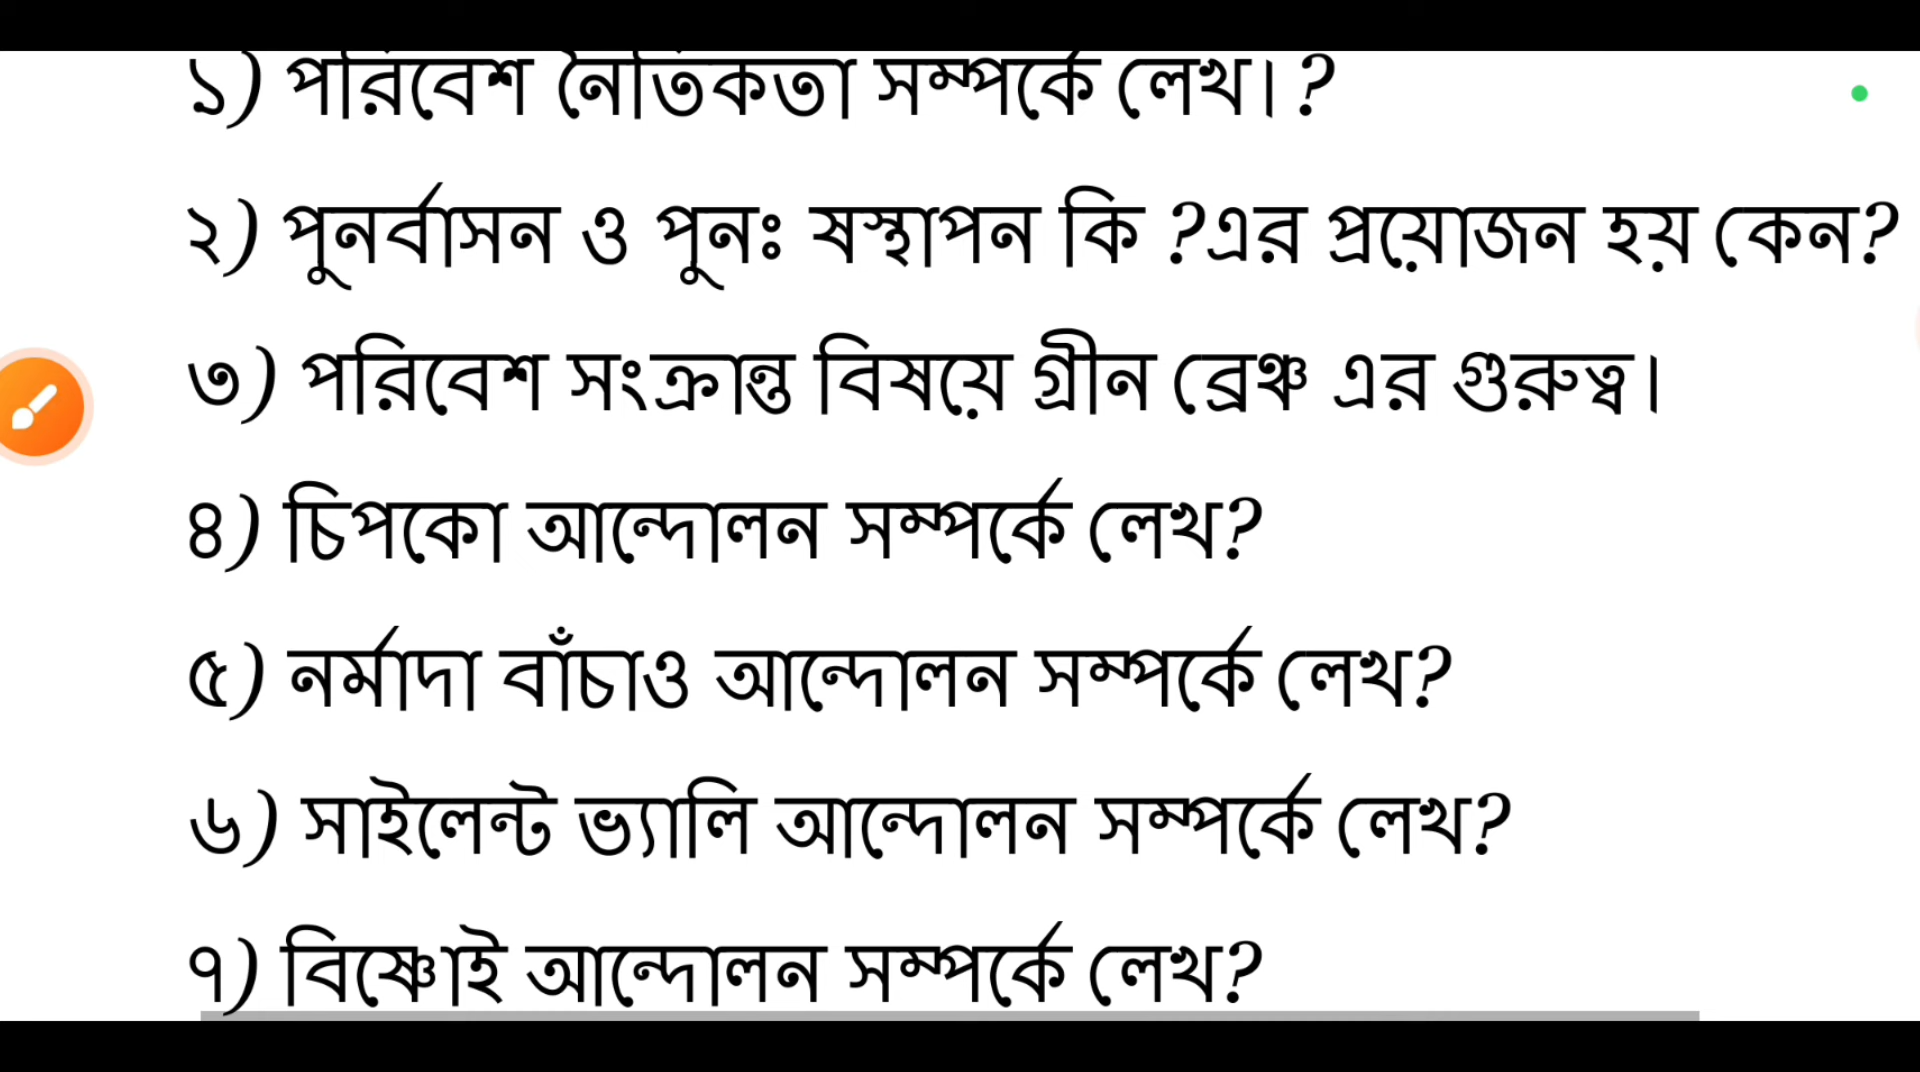 ১) পরিবেশ নৈতিকতা সম্পর্কে লেখ। ?
২) পুনর্বাসন ও পুনঃ ষস্থাপন কি ?এর প্রয়োজন হয় কেন?
৩) পরিবেশ সংক্রান্ত বিষয়ে গ্রীন ব্রেঞ্চ এর গুরুত্ব।
৪) চিপকো আন্দোলন সম্পর্কে লেখ?
৫) নর্মাদা বাঁচাও আন্দোলন সম্পর্কে লেখ?
৬) সাইলেন্ট ভ্যালি আন্দোলন সম্পর্কে লেখ?
৭) বিষ্ণোই আন্দোলন সম্পর্কে লেখ?